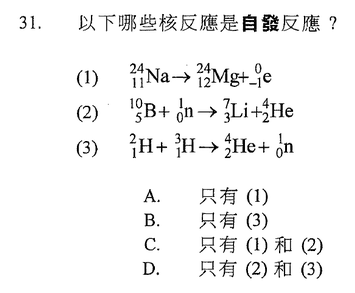 31. 以下哪些核反應是自發反應？
(1) ²⁴₁₁Na→²⁴₁₂Mg+⁰₋₁e
(2) ¹⁰₅B+¹₀n→⁷₃Li+⁴₂He
(3) ²₁H+³₁H→⁴₂He+¹₀n
A. 只有 (1)
B. 只有 (3)
C. 只有 (1) 和 (2)
D. 只有 (2) 和 (3)